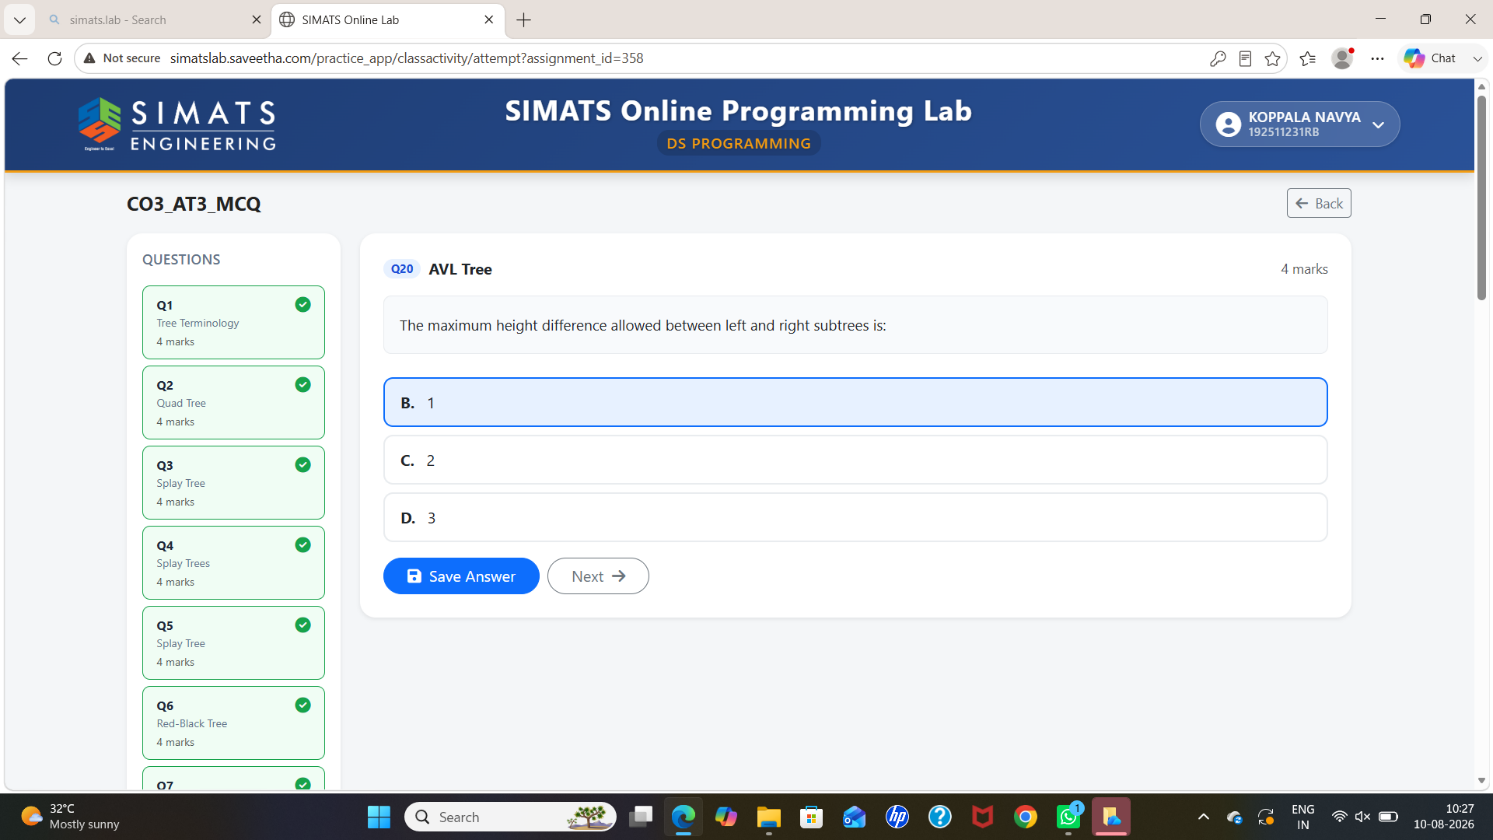 simats.lab - Search
SIMATS Online Lab
Not secure
simatslab.saveetha.com/practice_app/classactivity/attempt?assignment_id=358
Chat
SIMATS
ENGINEERING
Engineer to Excel
SIMATS Online Programming Lab
DS PROGRAMMING
KOPPALA NAVYA
192511231RB
CO3_AT3_MCQ
Back
QUESTIONS
Q1
Tree Terminology
4 marks
Q2
Quad Tree
4 marks
Q3
Splay Tree
4 marks
Q4
Splay Trees
4 marks
Q5
Splay Tree
4 marks
Q6
Red-Black Tree
4 marks
Q7
Q20 AVL Tree
4 marks
The maximum height difference allowed between left and right subtrees is:
B. 1
C. 2
D. 3
Save Answer
Next
32°C
Mostly sunny
Search
hp
1
ENG
IN
10:27
10-08-2026